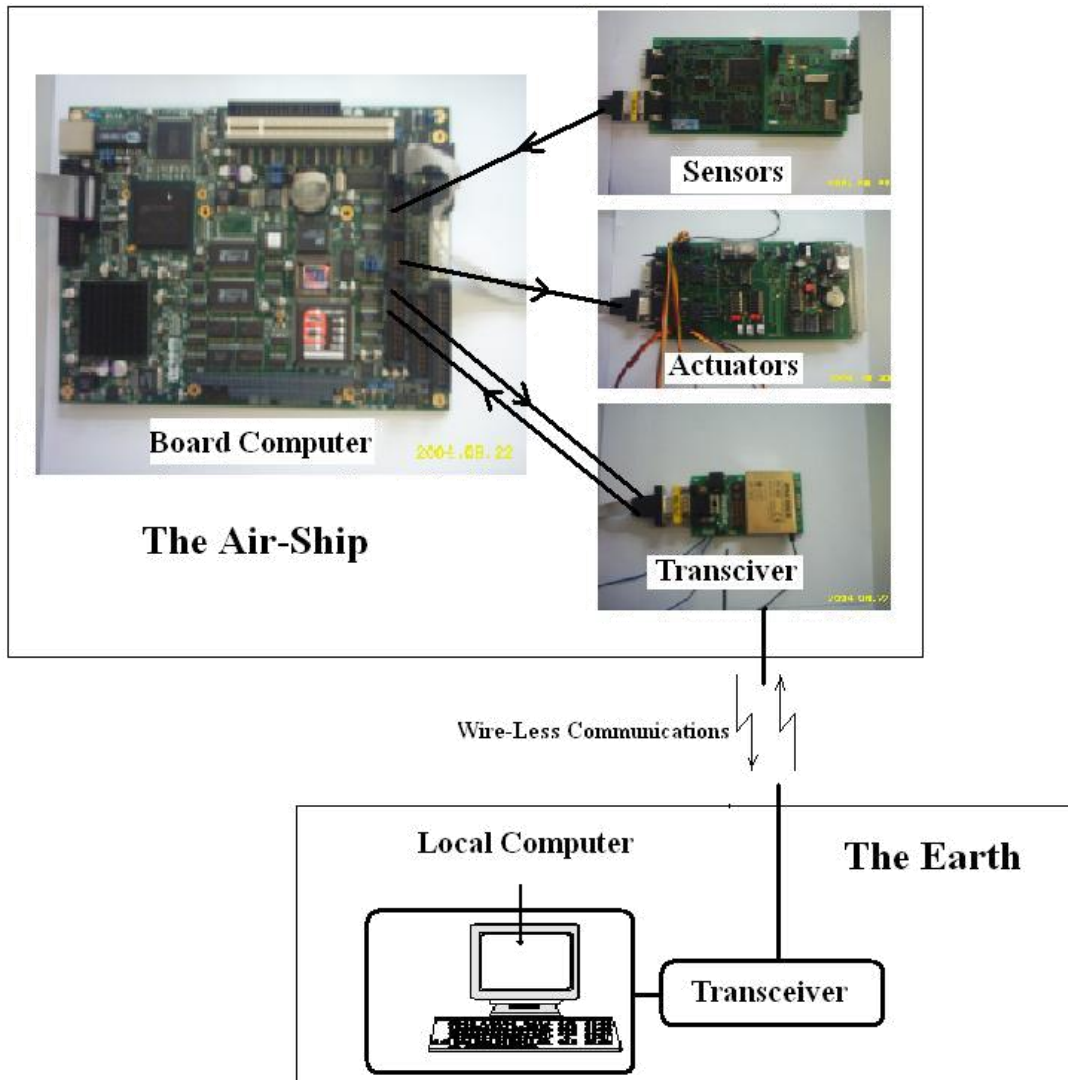 Sensors
Actuators
Board Computer
2004.08.22
The Air-Ship
Transciver
Wire-Less Communications
Local Computer
The Earth
Transceiver